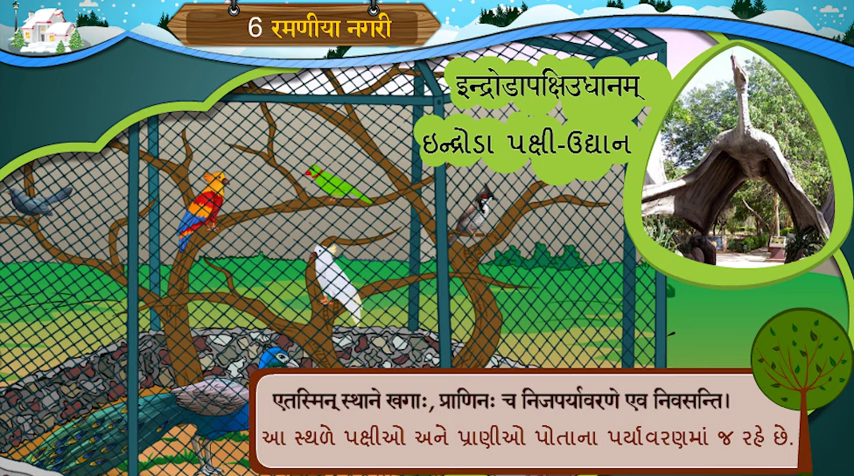 6 रमणीया नगरी
इन्द्रोडापक्षिउधानम्
ઇન્દ્રોડા પક્ષી-ઉદ્યાન
एतस्मिन् स्थाने खगाः, प्राणिनः च निजपर्यावरणे एव निवसन्ति।
આ સ્થળે પક્ષીઓ અને પ્રાણીઓ પોતાના પર્યાવરણમાં જ રહે છે.